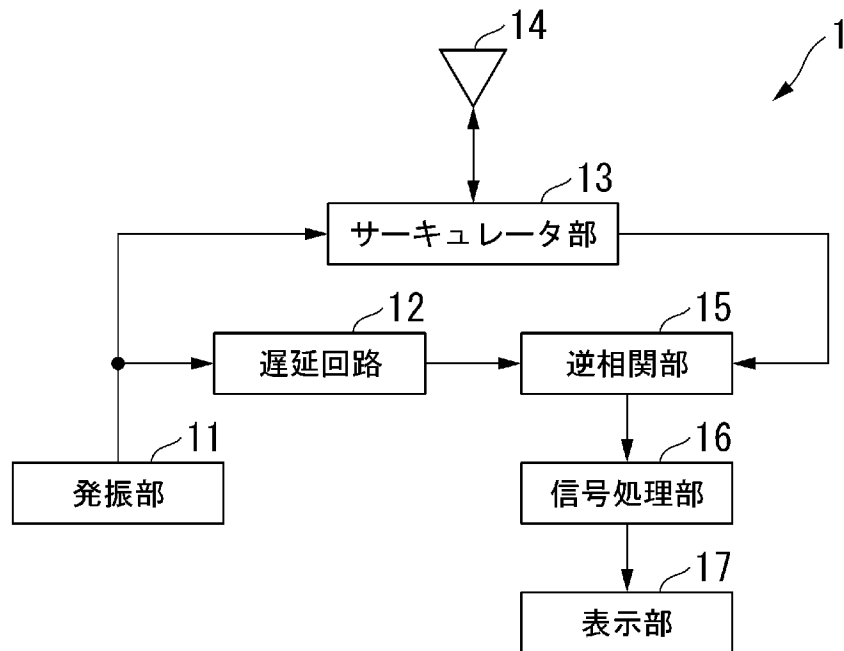 14
1
13
サーキュレータ部
12
遅延回路
15
逆相関部
11
発振部
16
信号処理部
17
表示部